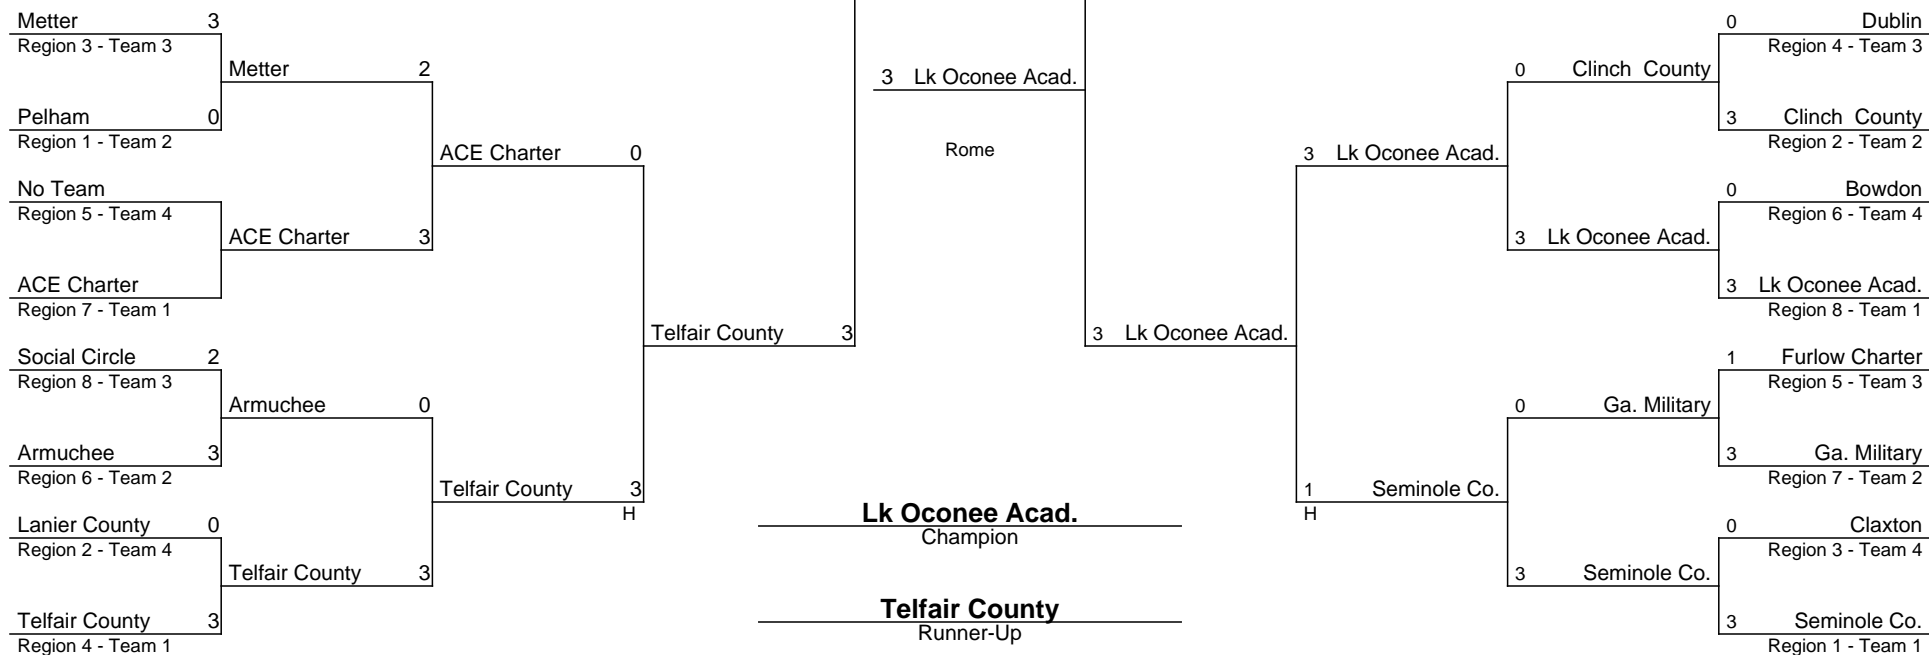 Metter 3
Region 3 - Team 3
Pelham 0
Region 1 - Team 2
No Team
Region 5 - Team 4
ACE Charter
Region 7 - Team 1
Social Circle 2
Region 8 - Team 3
Armuchee 3
Region 6 - Team 2
Lanier County 0
Region 2 - Team 4
Telfair County 3
Region 4 - Team 1
Metter 2
ACE Charter 3
Armuchee 0
Telfair County 3
ACE Charter 0
Telfair County 3
H
Telfair County 3
3 Lk Oconee Acad.
Rome
Lk Oconee Acad.
Champion
Telfair County
Runner-Up
3 Lk Oconee Acad.
3 Lk Oconee Acad.
1 Seminole Co.
H
0 Clinch  County
3 Lk Oconee Acad.
0 Ga. Military
3 Seminole Co.
0 Dublin
Region 4 - Team 3
3 Clinch  County
Region 2 - Team 2
0 Bowdon
Region 6 - Team 4
3 Lk Oconee Acad.
Region 8 - Team 1
1 Furlow Charter
Region 5 - Team 3
3 Ga. Military
Region 7 - Team 2
0 Claxton
Region 3 - Team 4
3 Seminole Co.
Region 1 - Team 1